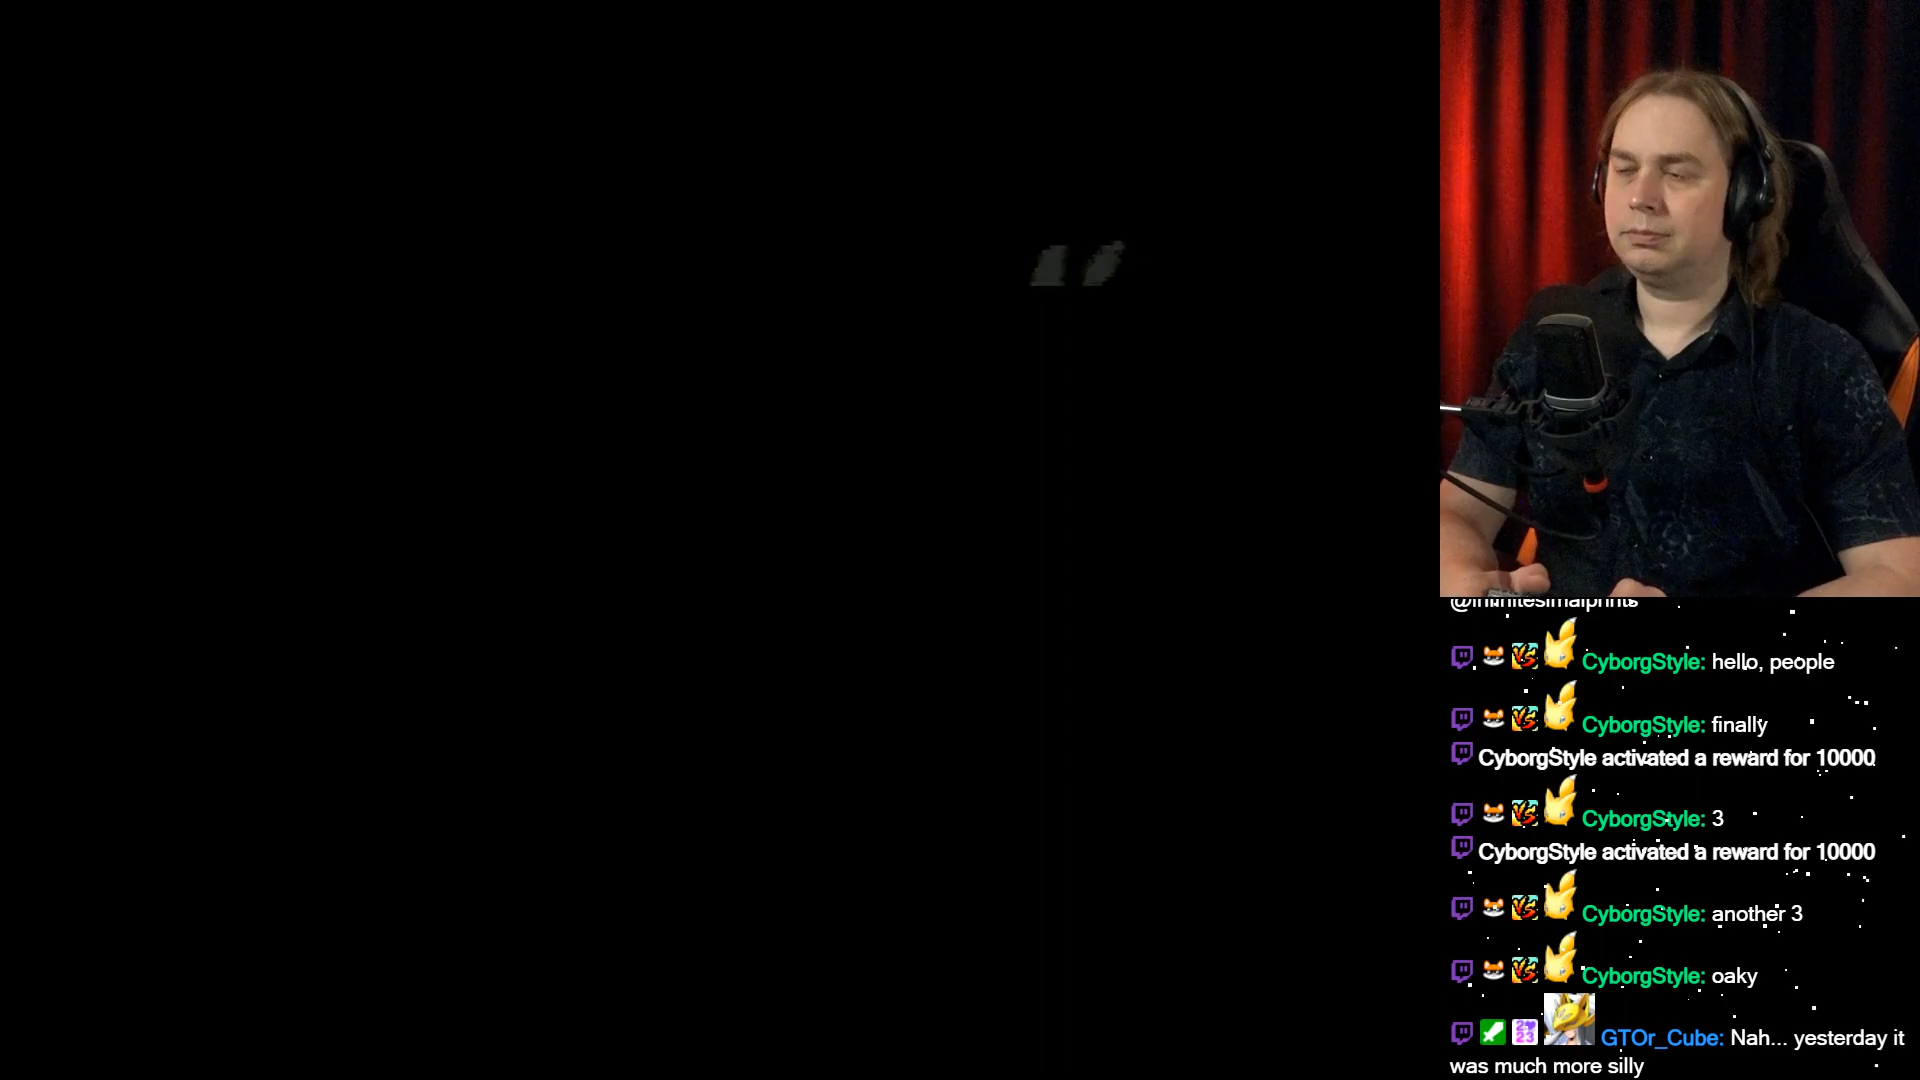 @infinitesimalprints
CyborgStyle: hello, people
CyborgStyle: finally
CyborgStyle activated a reward for 10000
CyborgStyle: 3
CyborgStyle activated a reward for 10000
CyborgStyle: another 3
CyborgStyle: oaky
GTOr_Cube: Nah... yesterday it
was much more silly